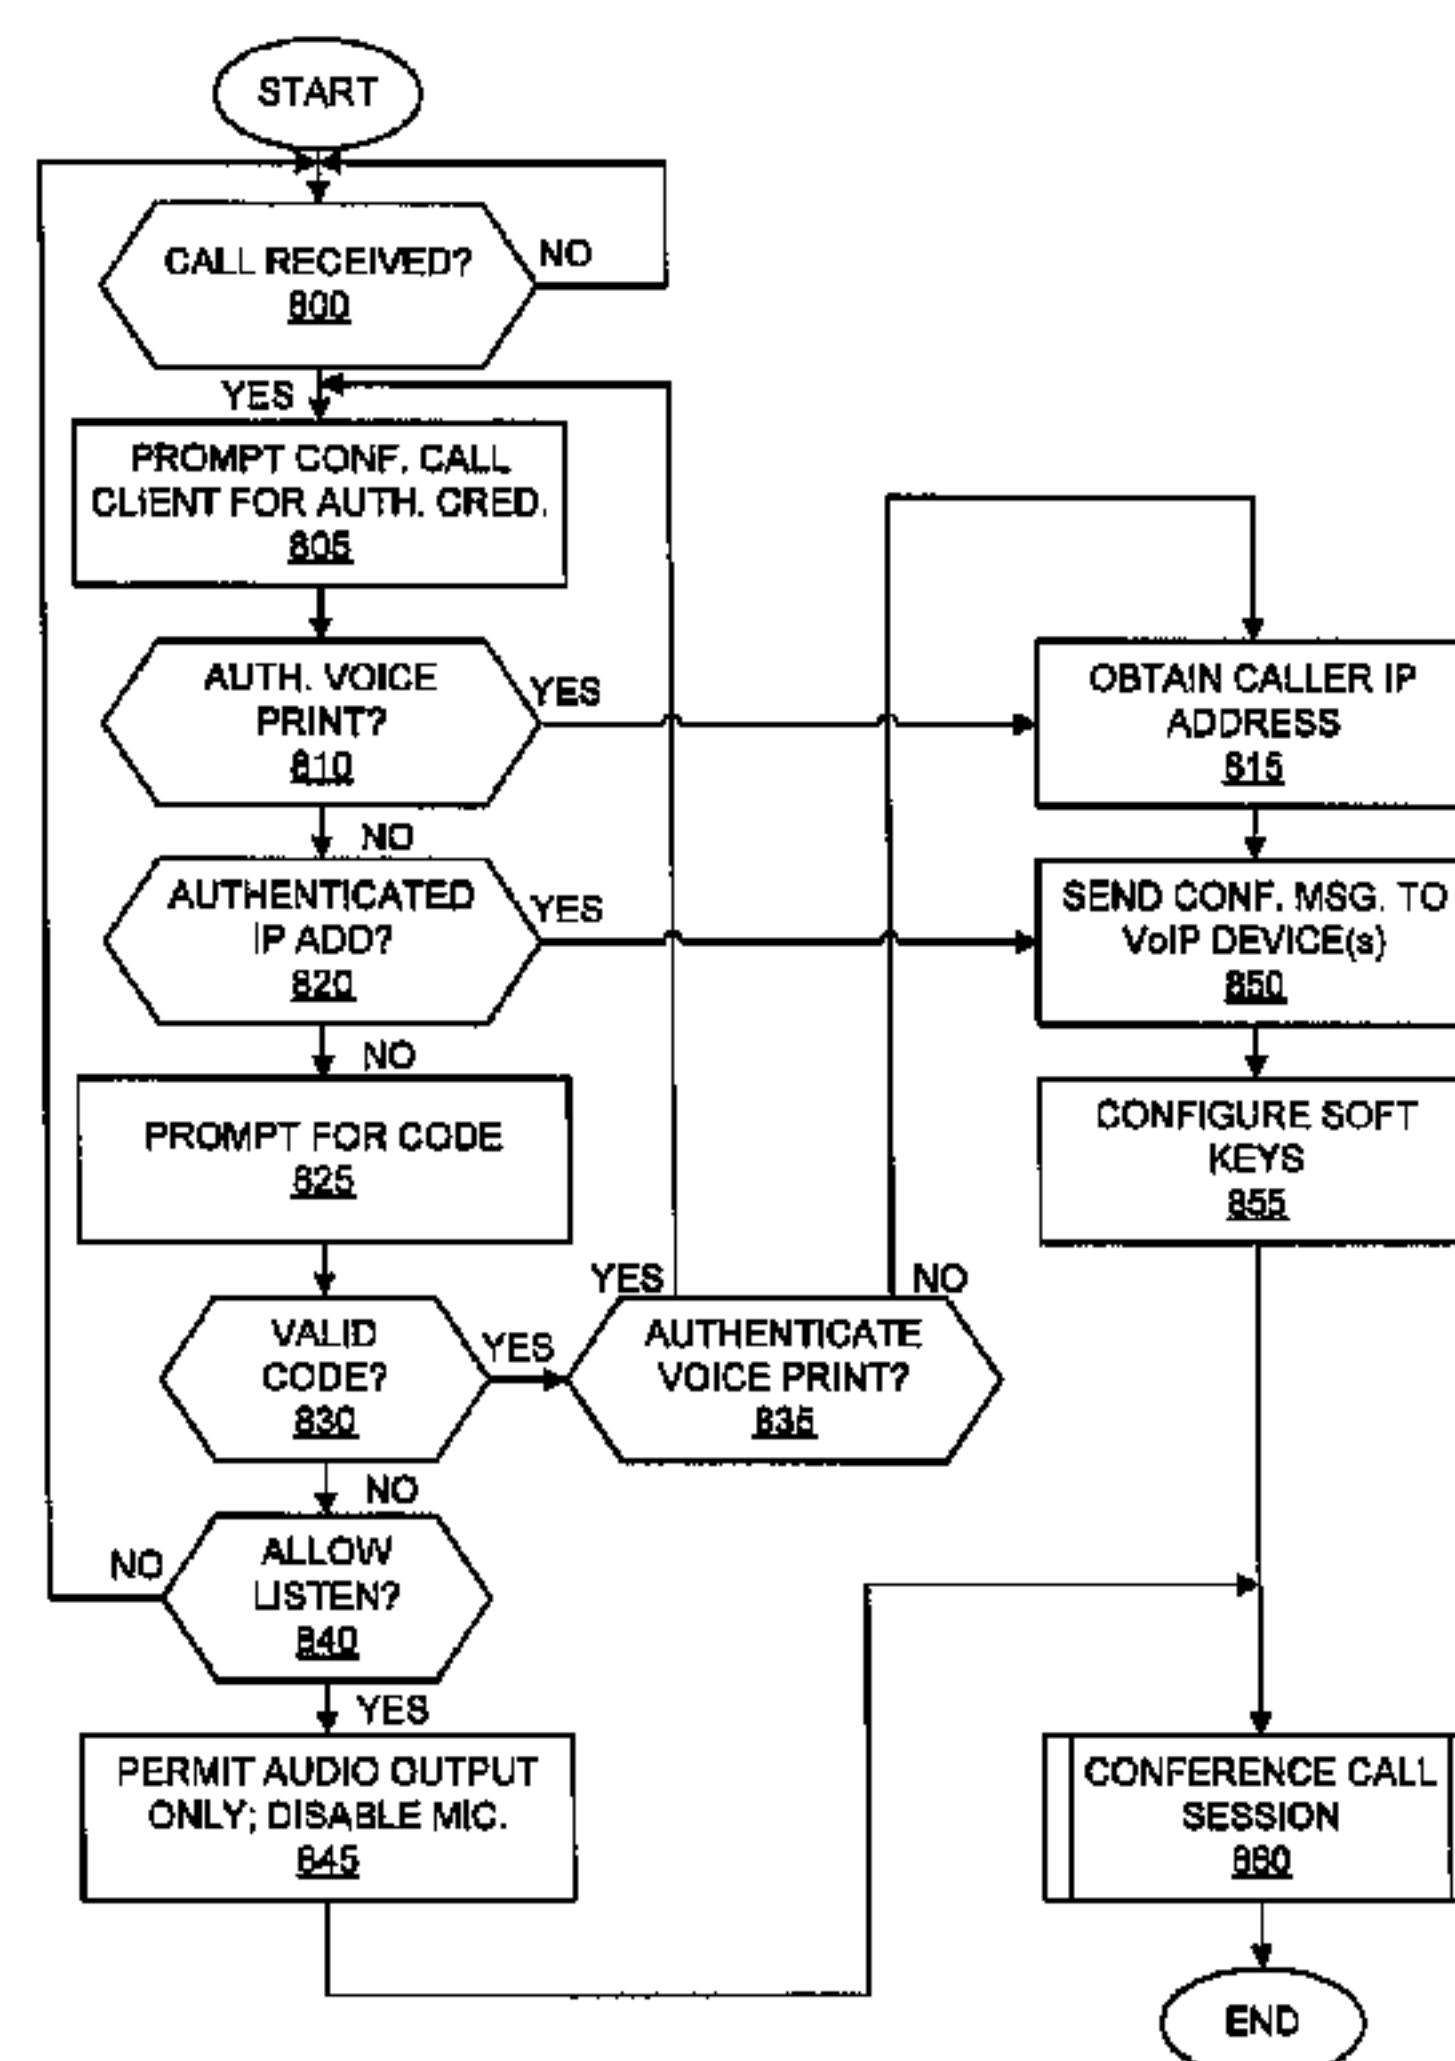 START
CALL RECEIVED?
800
NO
YES
PROMPT CONF. CALL
CLIENT FOR AUTH. CRED.
805
AUTH. VOICE
PRINT?
810
YES
NO
OBTAIN CALLER IP
ADDRESS
815
AUTHENTICATED
IP ADD?
820
YES
NO
SEND CONF. MSG. TO
VoIP DEVICE(s)
850
PROMPT FOR CODE
825
CONFIGURE SOFT
KEYS
855
VALID
CODE?
830
YES
NO
YES
NO
AUTHENTICATE
VOICE PRINT?
835
ALLOW
LISTEN?
840
NO
YES
PERMIT AUDIO OUTPUT
ONLY; DISABLE MIC.
845
CONFERENCE CALL
SESSION
860
END